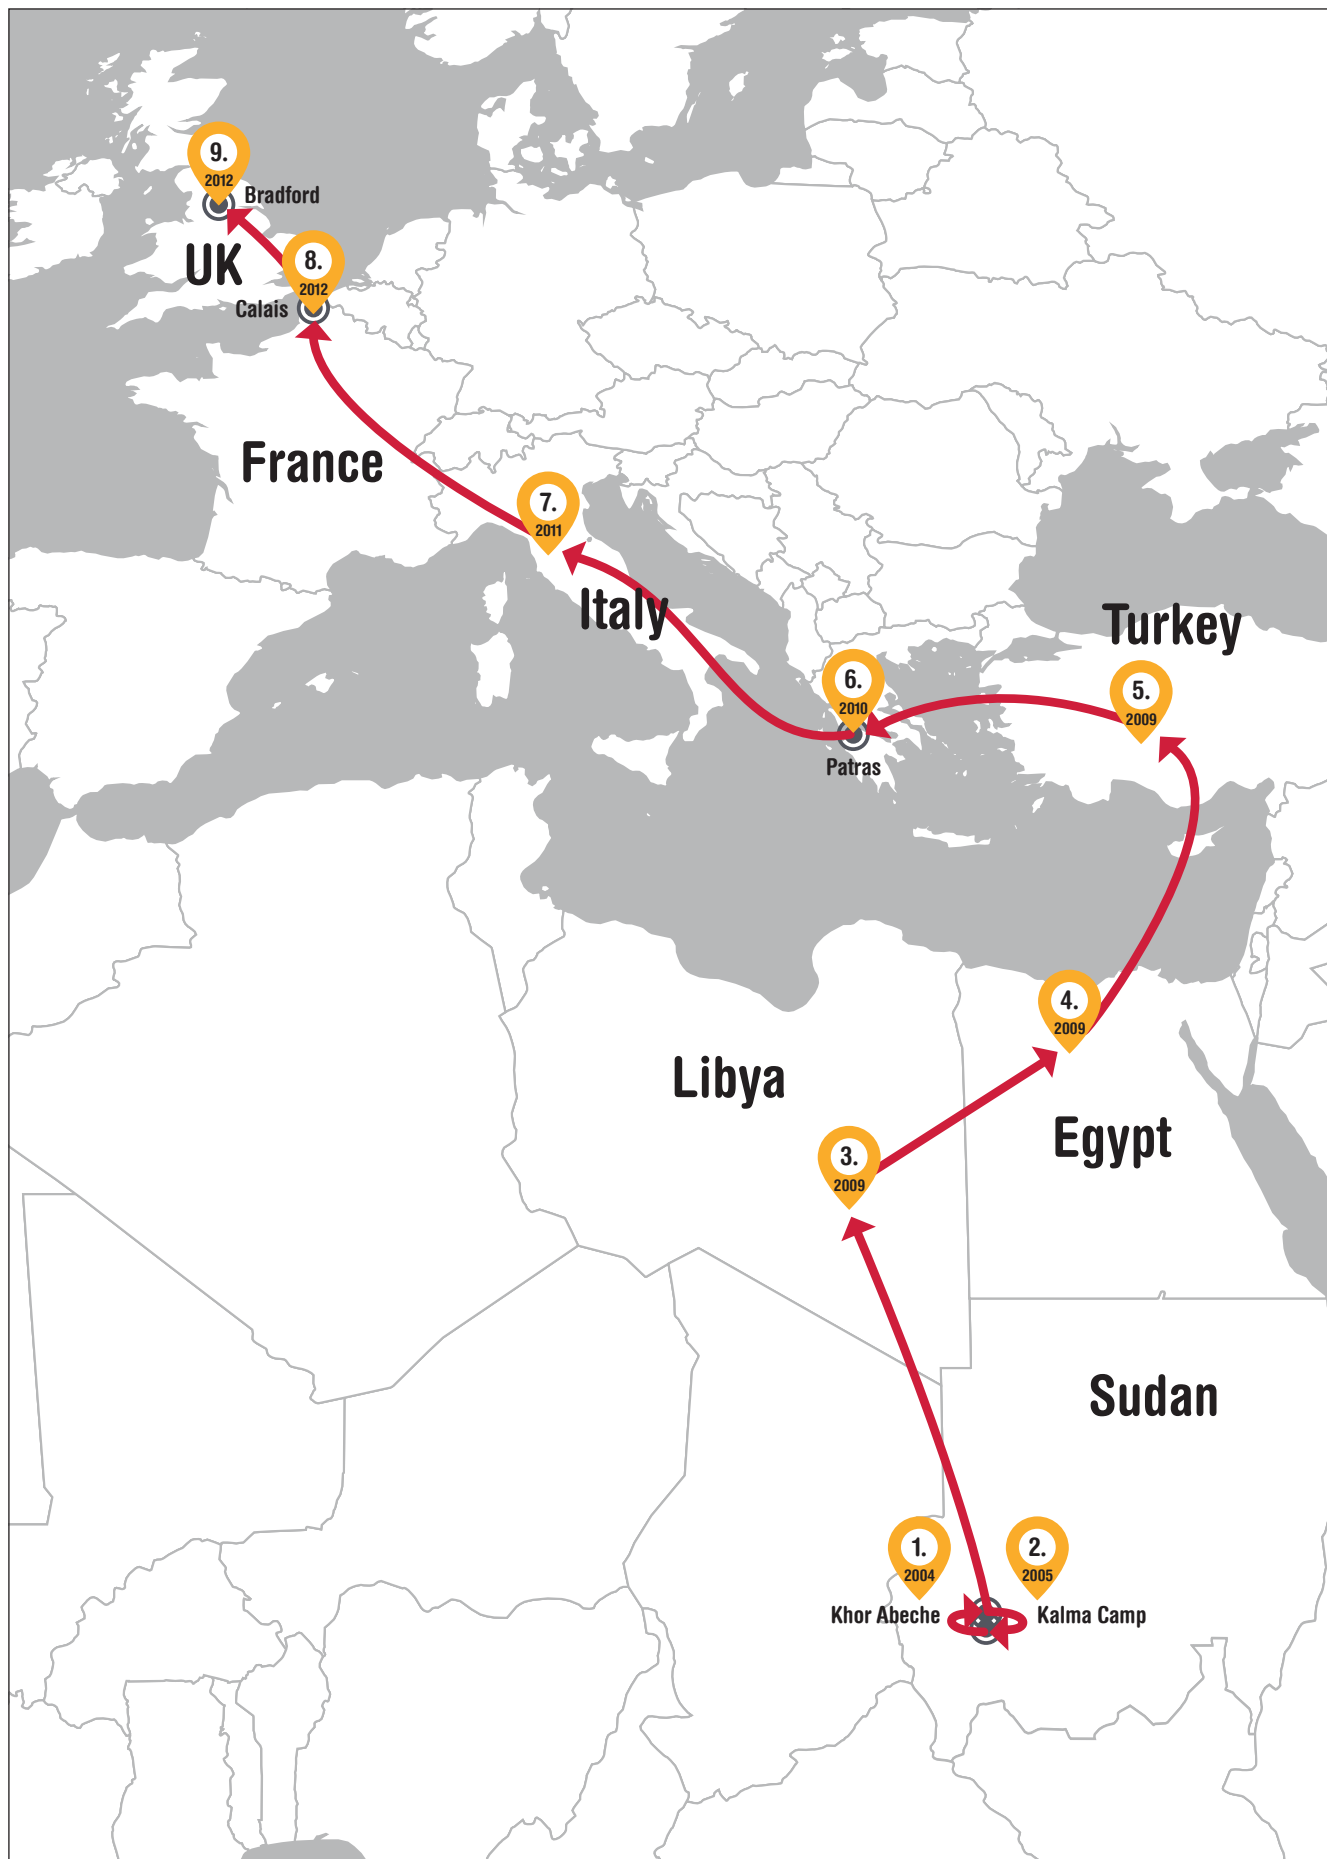 9.
2012
Bradford
UK
8.
2012
Calais
France
7.
2011
Italy
Turkey
6.
2010
Patras
5.
2009
4.
2009
Libya
Egypt
3.
2009
Sudan
1.
2004
Khor Abeche
2.
2005
Kalma Camp